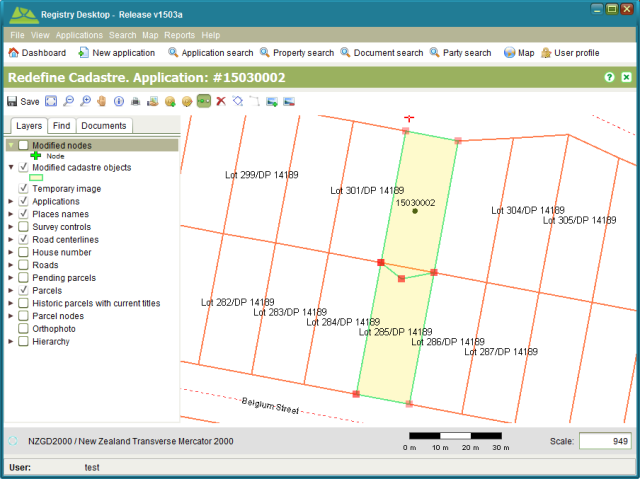 Registry Desktop - Release v1503a
File View Applications Search Map Reports Help
Dashboard New application Application search Property search Document search Party search Map User profile
Redefine Cadastre. Application: #15030002
Save
Layers Find Documents
Modified nodes
Node
Modified cadastre objects
Temporary image
Applications
Places names
Survey controls
Road centerlines
House number
Roads
Pending parcels
Parcels
Historic parcels with current titles
Parcel nodes
Orthophoto
Hierarchy
Lot 299/DP 14189
Lot 301/DP 14189
15030002
Lot 304/DP 14189
Lot 305/DP 14189
Lot 282/DP 14189
Lot 283/DP 14189
Lot 284/DP 14189
Lot 285/DP 14189
Lot 286/DP 14189
Lot 287/DP 14189
Belgium Street
NZGD2000 / New Zealand Transverse Mercator 2000
0 m 10 m 20 m 30 m
Scale: 949
User: test